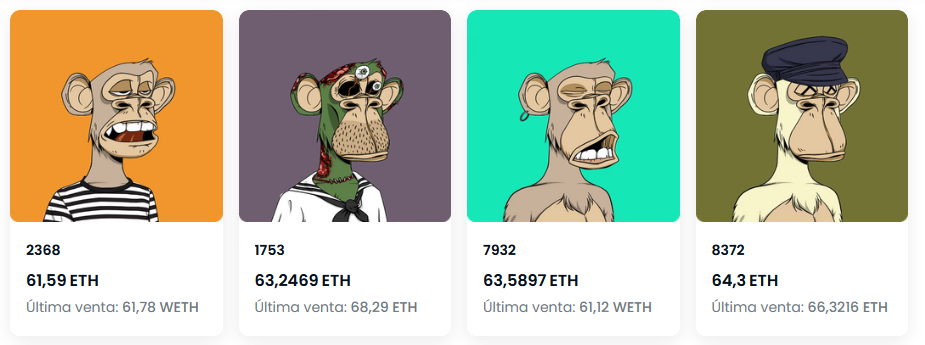 2368
61,59 ETH
Última venta: 61,78 WETH
1753
63,2469 ETH
Última venta: 68,29 ETH
7932
63,5897 ETH
Última venta: 61,12 WETH
8372
64,3 ETH
Última venta: 66,3216 ETH